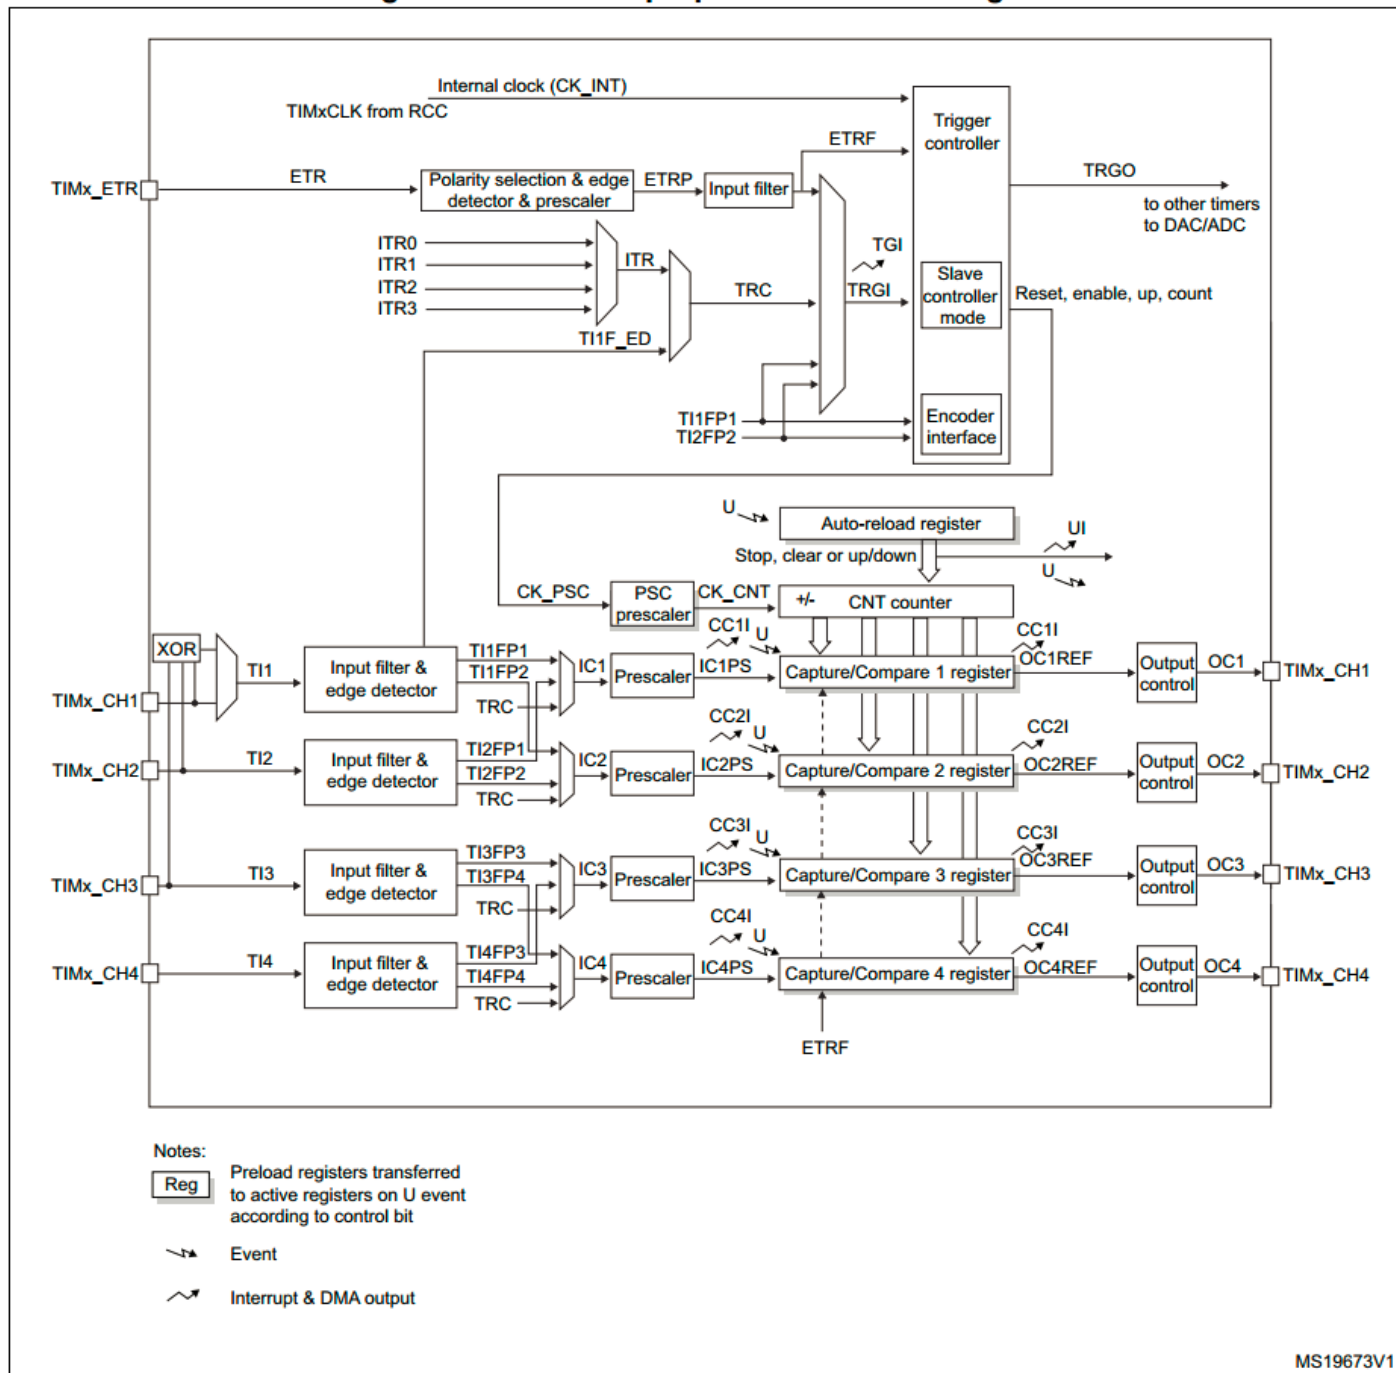 Internal clock (CK_INT)
TIMxCLK from RCC
Trigger
controller
ETRF
TRGO
to other timers
to DAC/ADC
TIMx_ETR
ETR
Polarity selection & edge
detector & prescaler
ETRP
Input filter
ITR0
ITR1
ITR2
ITR3
ITR
TRC
TI1F_ED
TGI
TRGI
Slave
controller
mode
Reset, enable, up, count
TI1FP1
TI2FP2
Encoder
interface
U
Auto-reload register
UI
Stop, clear or up/down
U
CK_PSC
PSC
prescaler
CK_CNT
+/-
CNT counter
XOR
TI1
TIMx_CH1
Input filter &
edge detector
TI1FP1
TI1FP2
TRC
IC1
Prescaler
IC1PS
CC1I
U
Capture/Compare 1 register
CC1I
OC1REF
Output
control
OC1
TIMx_CH1
TIMx_CH2
TI2
Input filter &
edge detector
TI2FP1
TI2FP2
TRC
IC2
Prescaler
IC2PS
CC2I
U
Capture/Compare 2 register
CC2I
OC2REF
Output
control
OC2
TIMx_CH2
TIMx_CH3
TI3
Input filter &
edge detector
TI3FP3
TI3FP4
TRC
IC3
Prescaler
IC3PS
CC3I
U
Capture/Compare 3 register
CC3I
OC3REF
Output
control
OC3
TIMx_CH3
TIMx_CH4
TI4
Input filter &
edge detector
TI4FP3
TI4FP4
TRC
IC4
Prescaler
IC4PS
CC4I
U
Capture/Compare 4 register
CC4I
OC4REF
Output
control
OC4
TIMx_CH4
ETRF
Notes:
Reg
Preload registers transferred
to active registers on U event
according to control bit
Event
Interrupt & DMA output
MS19673V1